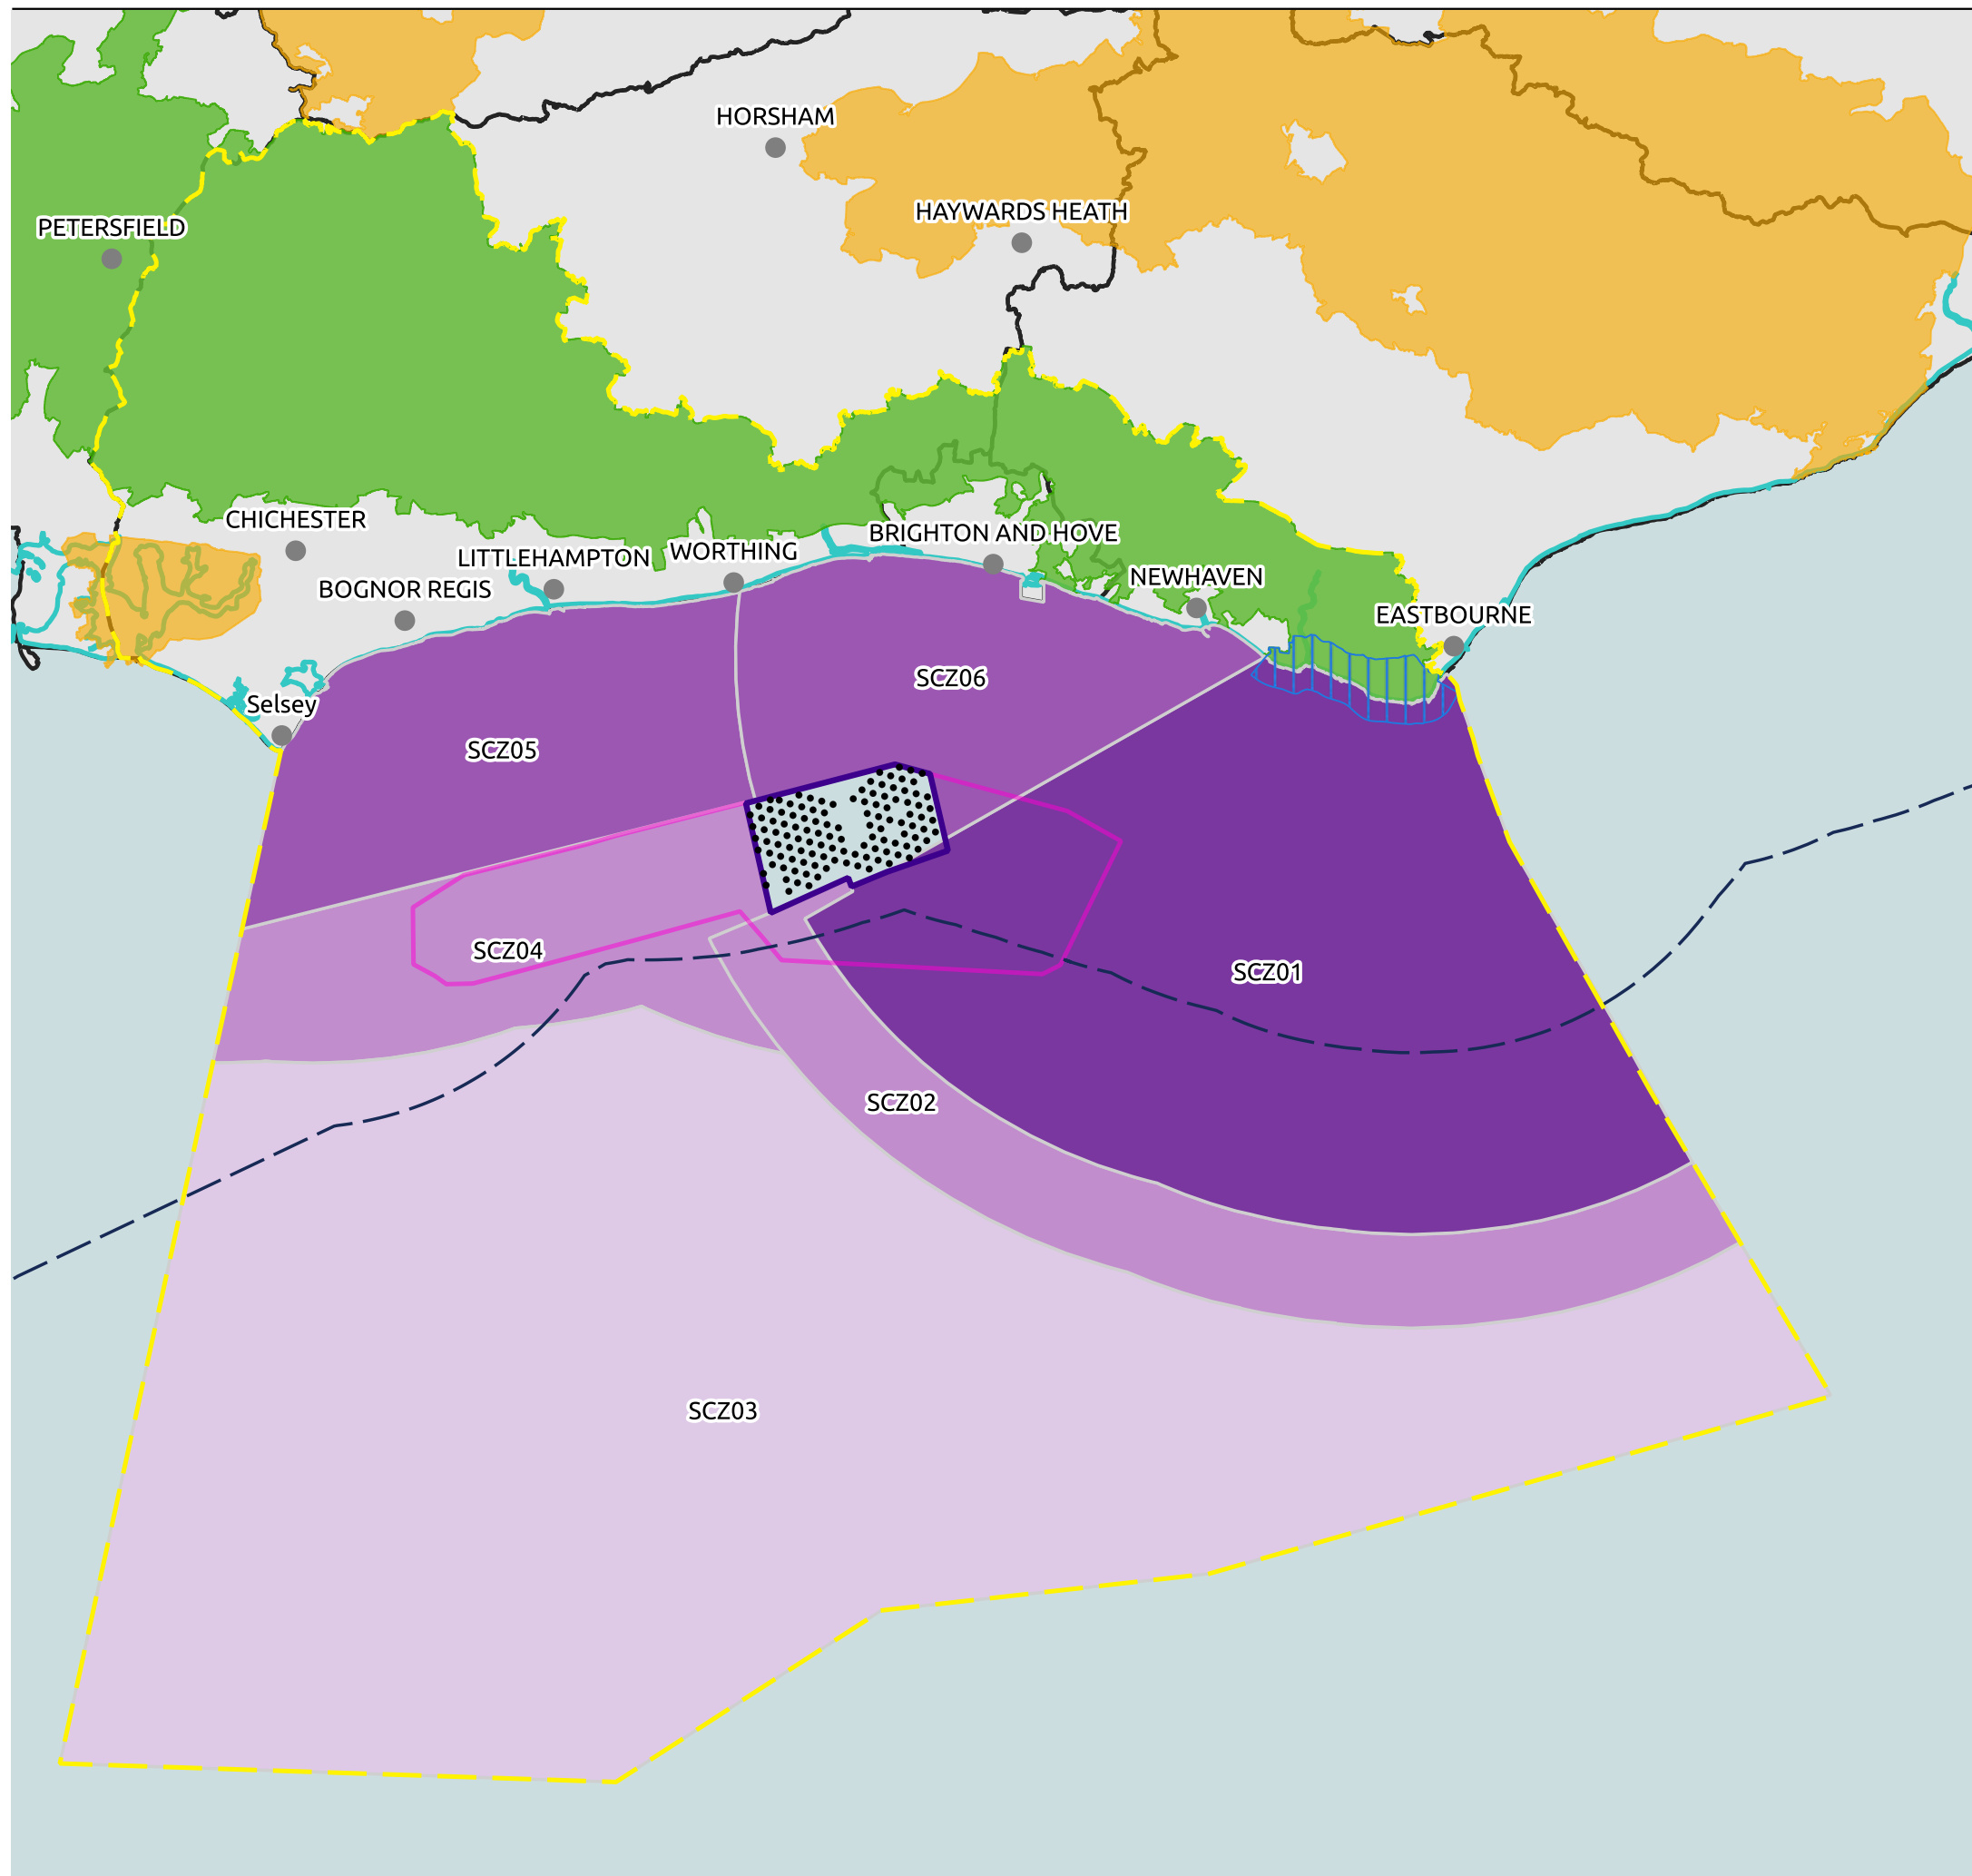 HORSHAM
HAYWARDS HEATH
PETERSFIELD
CHICHESTER
BRIGHTON AND HOVE
WORTHING
LITTLEHAMPTON
NEWHAVEN
BOGNOR REGIS
EASTBOURNE
SCZ06
Selsey
SCZ05
SCZ04
SCZ01
SCZ02
SCZ03